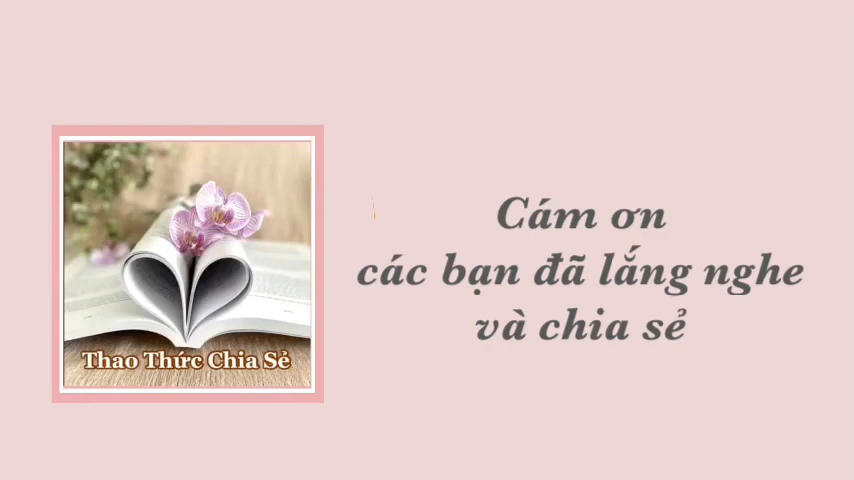 Thao Thức Chia Sẻ
Cám ơn
các bạn đã lắng nghe
và chia sẻ